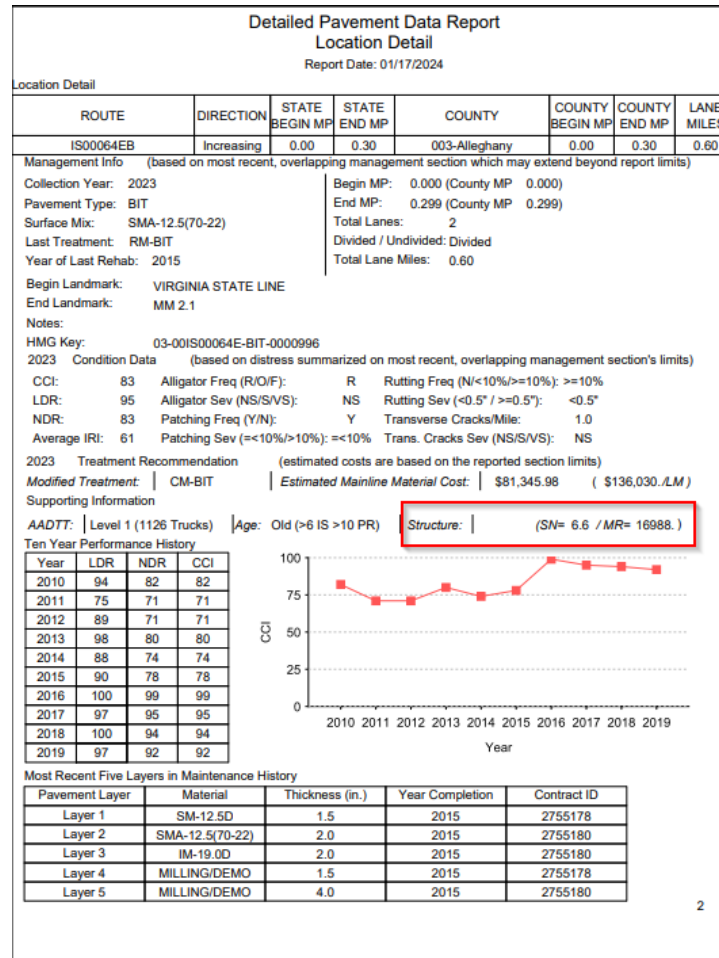 Detailed Pavement Data Report
Location Detail
Report Date: 01/17/2024
Location Detail
ROUTE DIRECTION STATE BEGIN MP STATE END MP COUNTY COUNTY BEGIN MP COUNTY END MP LANE MILES
IS00064EB Increasing 0.00 0.30 003-Alleghany 0.00 0.30 0.60
Management Info (based on most recent, overlapping management section which may extend beyond report limits)
Collection Year: 2023 Begin MP: 0.000 (County MP 0.000)
Pavement Type: BIT End MP: 0.299 (County MP 0.299)
Surface Mix: SMA-12.5(70-22) Total Lanes: 2
Last Treatment: RM-BIT Divided / Undivided: Divided
Year of Last Rehab: 2015 Total Lane Miles: 0.60
Begin Landmark: VIRGINIA STATE LINE
End Landmark: MM 2.1
Notes:
HMG Key: 03-00IS00064E-BIT-0000996
2023 Condition Data (based on distress summarized on most recent, overlapping management section's limits)
CCI: 83 Alligator Freq (R/O/F): R Rutting Freq (N/<10%/>=10%): >=10%
LDR: 95 Alligator Sev (NS/S/VS): NS Rutting Sev (<0.5" / >=0.5"): <0.5"
NDR: 83 Patching Freq (Y/N): Y Transverse Cracks/Mile: 1.0
Average IRI: 61 Patching Sev (=<10%/>10%): =<10% Trans. Cracks Sev (NS/S/VS): NS
2023 Treatment Recommendation (estimated costs are based on the reported section limits)
Modified Treatment: CM-BIT Estimated Mainline Material Cost: $81,345.98 ( $136,030./LM )
Supporting Information
AADTT: Level 1 (1126 Trucks) Age: Old (>6 IS >10 PR) Structure: (SN= 6.6 / MR= 16988. )
Ten Year Performance History
Year LDR NDR CCI
2010 94 82 82
2011 75 71 71
2012 89 71 71
2013 98 80 80
2014 88 74 74
2015 90 78 78
2016 100 99 99
2017 97 95 95
2018 100 94 94
2019 97 92 92
100
75
50
25
0
CCI
2010 2011 2012 2013 2014 2015 2016 2017 2018 2019
Year
Most Recent Five Layers in Maintenance History
Pavement Layer Material Thickness (in.) Year Completion Contract ID
Layer 1 SM-12.5D 1.5 2015 2755178
Layer 2 SMA-12.5(70-22) 2.0 2015 2755180
Layer 3 IM-19.0D 2.0 2015 2755180
Layer 4 MILLING/DEMO 1.5 2015 2755178
Layer 5 MILLING/DEMO 4.0 2015 2755180
2